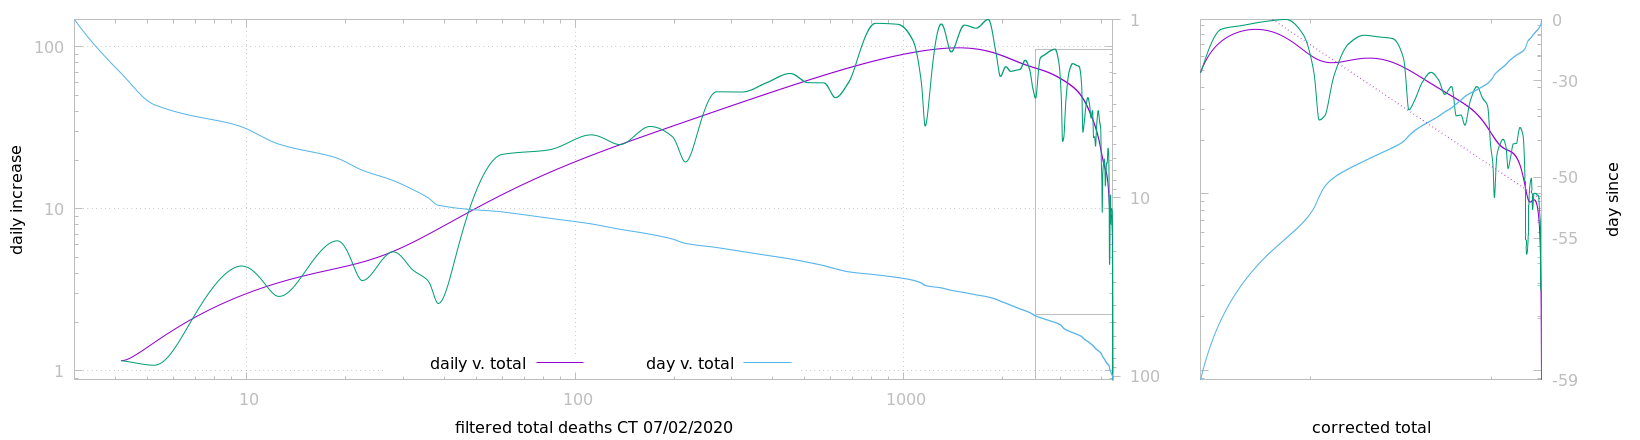 100
10
1
daily increase
10
100
1000
filtered total deaths CT 07/02/2020
daily v. total
day v. total
1
10
100
0
-30
-50
-55
-59
day since
corrected total